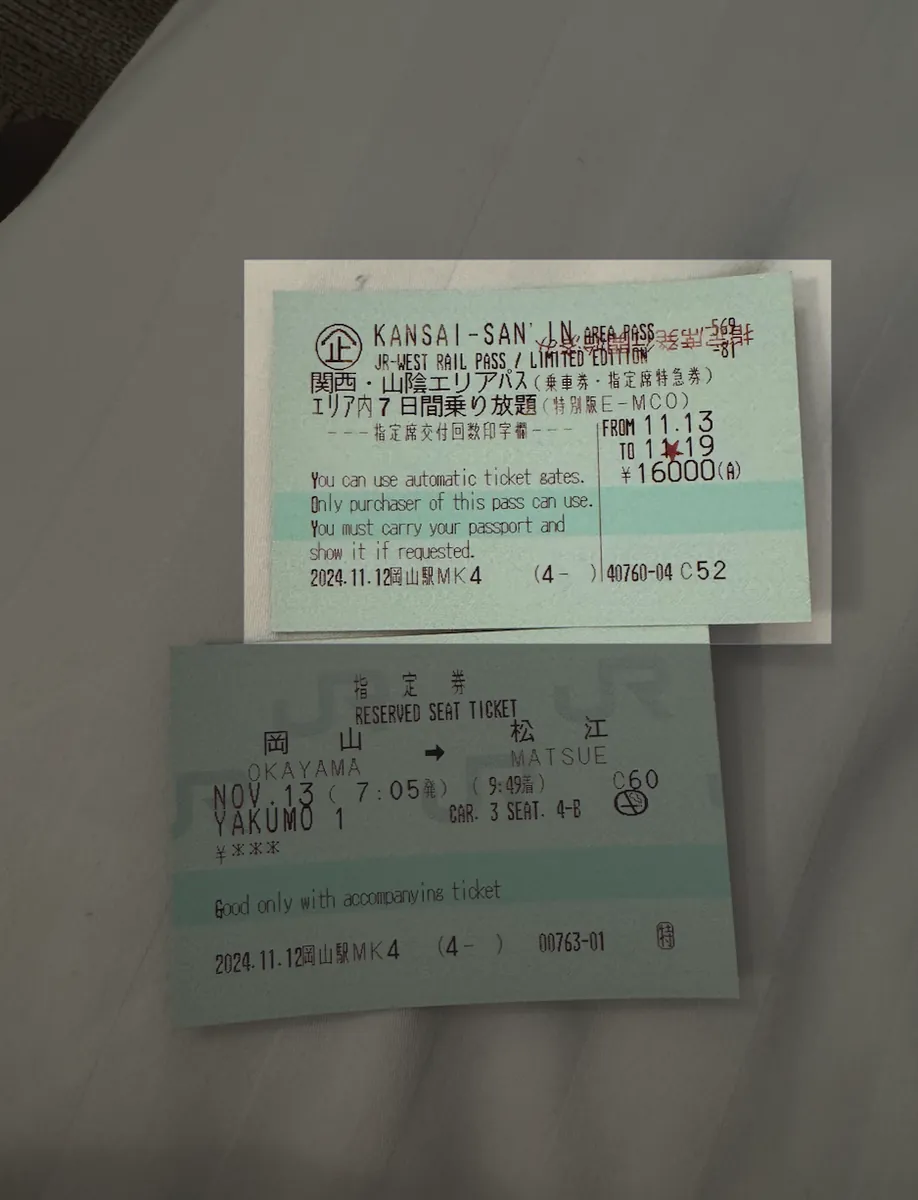 企 KANSAI-SAN'IN AREA PASS -569
JR-WEST RAIL PASS / LIMITED EDITION -81
関西・山陰エリアパス(乗車券・指定席特急券)
エリア内7日間乗り放題(特別版E-MCO)
---指定席交付回数印字欄---
FROM 11.13
TO 11.19
¥16000(A)
You can use automatic ticket gates.
Only purchaser of this pass can use.
You must carry your passport and
show it if requested.
2024.11.12岡山駅MK4 (4- ) 40760-04 C52
指定券
RESERVED SEAT TICKET
岡山 → 松江
OKAYAMA MATSUE
NOV.13 ( 7:05発) ( 9:49着) C60
YAKUMO 1 CAR. 3 SEAT. 4-B
¥***
Good only with accompanying ticket
2024.11.12岡山駅MK4 (4- ) 00763-01 特